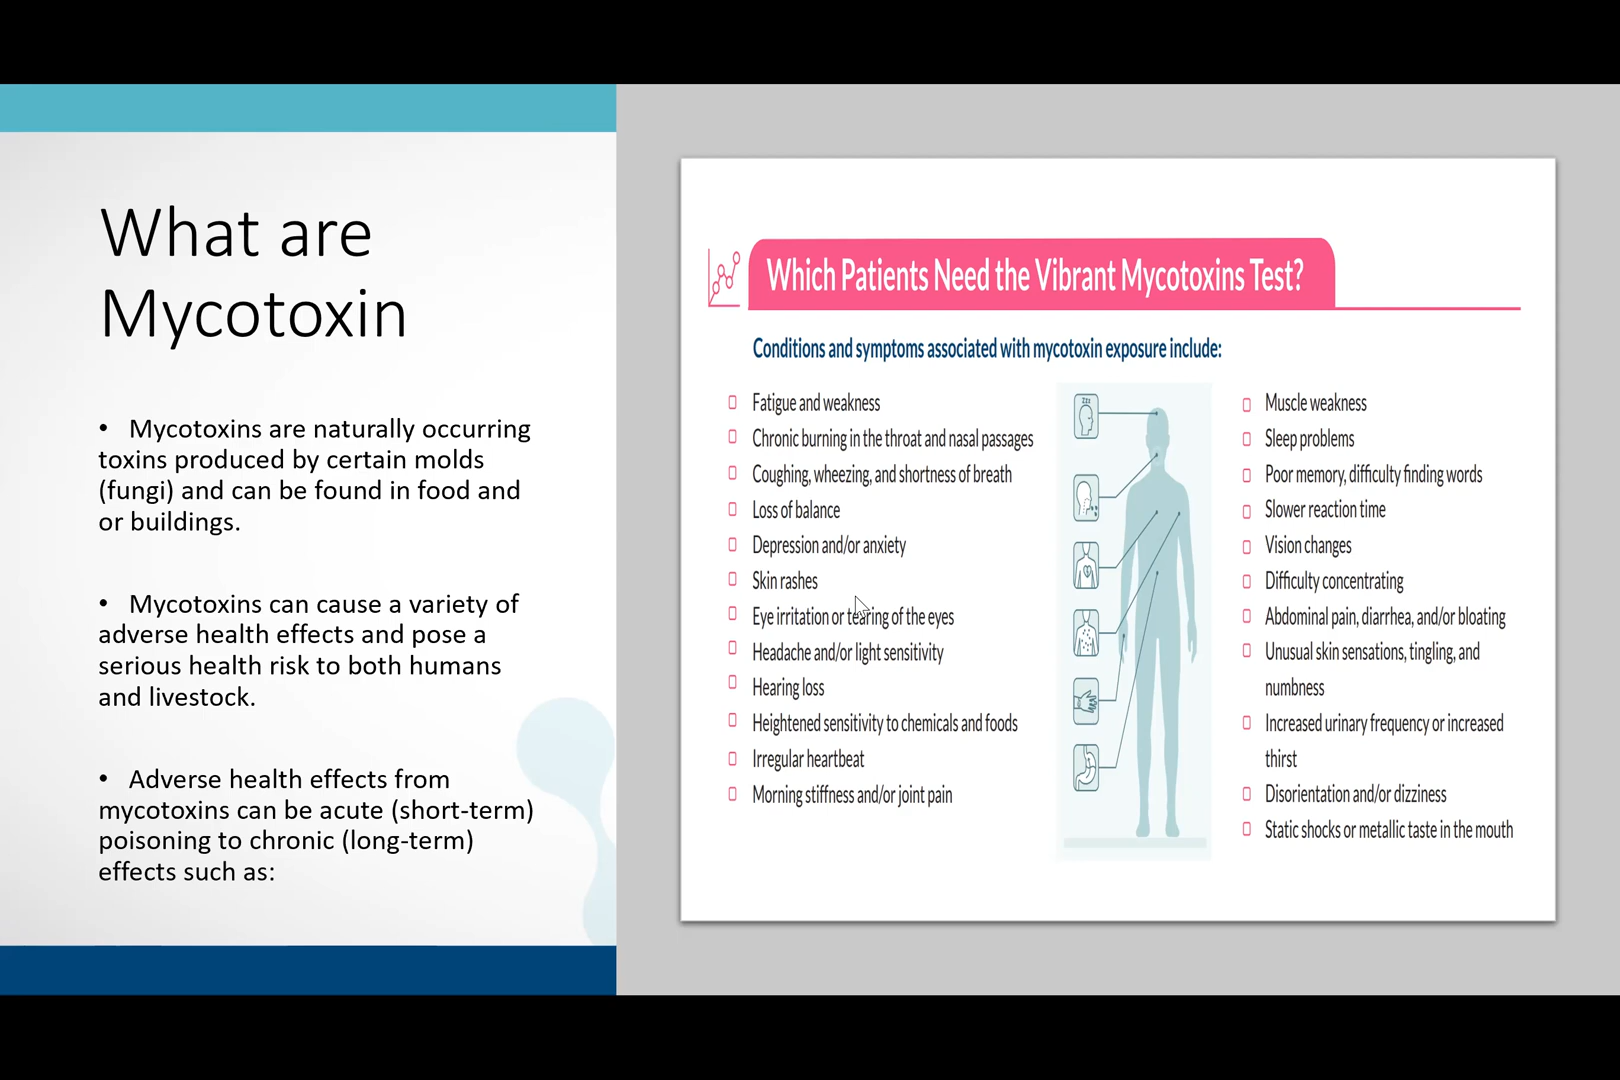 What are
Mycotoxin
• Mycotoxins are naturally occurring
toxins produced by certain molds
(fungi) and can be found in food and
or buildings.
• Mycotoxins can cause a variety of
adverse health effects and pose a
serious health risk to both humans
and livestock.
• Adverse health effects from
mycotoxins can be acute (short-term)
poisoning to chronic (long-term)
effects such as:
Which Patients Need the Vibrant Mycotoxins Test?
Conditions and symptoms associated with mycotoxin exposure include:
Fatigue and weakness
Chronic burning in the throat and nasal passages
Coughing, wheezing, and shortness of breath
Loss of balance
Depression and/or anxiety
Skin rashes
Eye irritation or tearing of the eyes
Headache and/or light sensitivity
Hearing loss
Heightened sensitivity to chemicals and foods
Irregular heartbeat
Morning stiffness and/or joint pain
zzz
Muscle weakness
Sleep problems
Poor memory, difficulty finding words
Slower reaction time
Vision changes
Difficulty concentrating
Abdominal pain, diarrhea, and/or bloating
Unusual skin sensations, tingling, and
numbness
Increased urinary frequency or increased
thirst
Disorientation and/or dizziness
Static shocks or metallic taste in the mouth